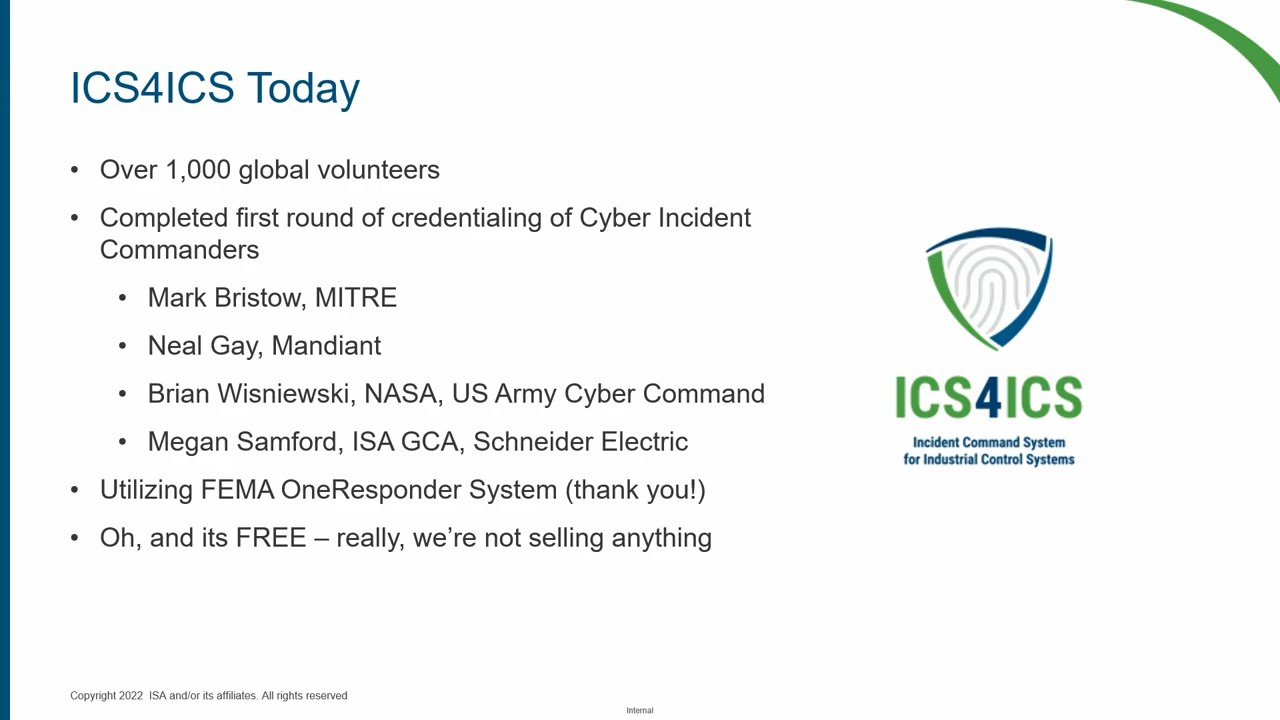 ICS4ICS Today
• Over 1,000 global volunteers
• Completed first round of credentialing of Cyber Incident
Commanders
• Mark Bristow, MITRE
• Neal Gay, Mandiant
• Brian Wisniewski, NASA, US Army Cyber Command
• Megan Samford, ISA GCA, Schneider Electric
• Utilizing FEMA OneResponder System (thank you!)
• Oh, and its FREE – really, we’re not selling anything
ICS4ICS
Incident Command System
for Industrial Control Systems
Copyright 2022 ISA and/or its affiliates. All rights reserved
Internal